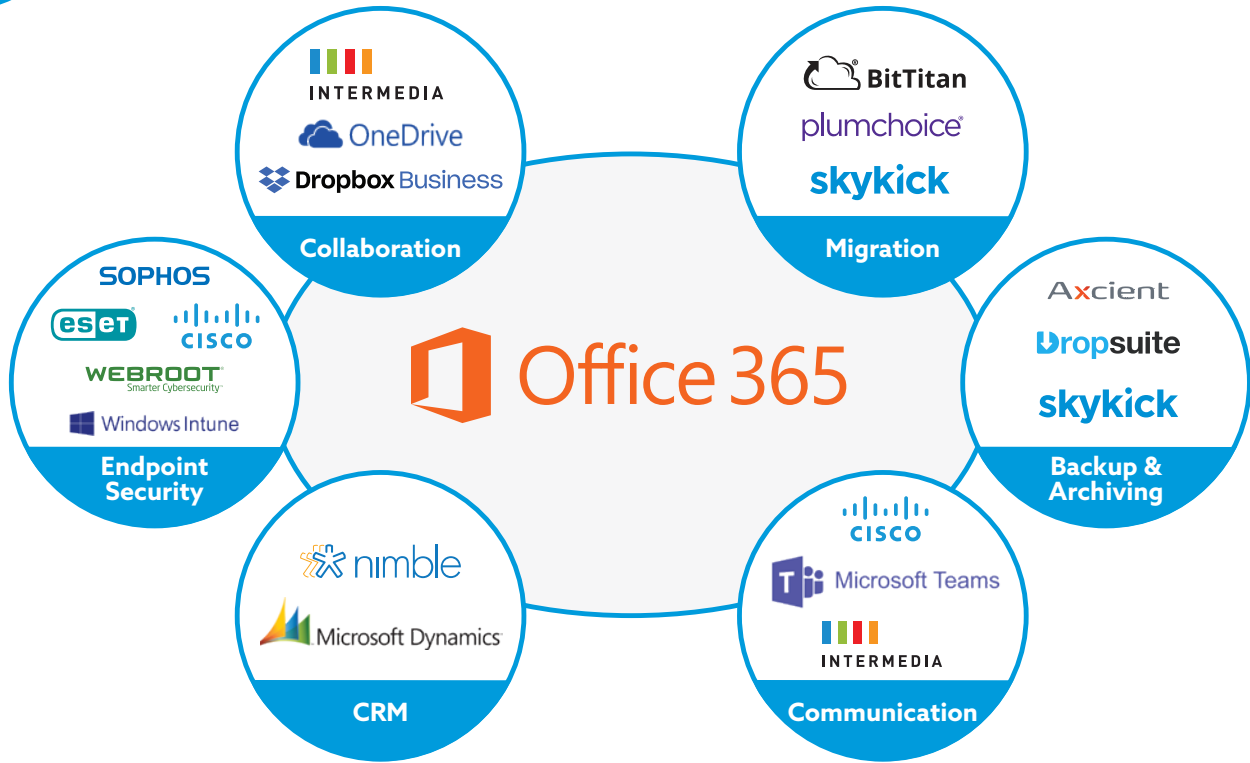 INTERMEDIA
OneDrive
Dropbox Business
Collaboration
BitTitan
plumchoice®
skykick
Migration
SOPHOS
eset
CISCO
WEBROOT®
Smarter Cybersecurity™
Windows Intune
Endpoint
Security
Office 365
Axcient
Dropsuite
skykick
Backup &
Archiving
nimble
Microsoft Dynamics
CRM
CISCO
T Microsoft Teams
INTERMEDIA
Communication